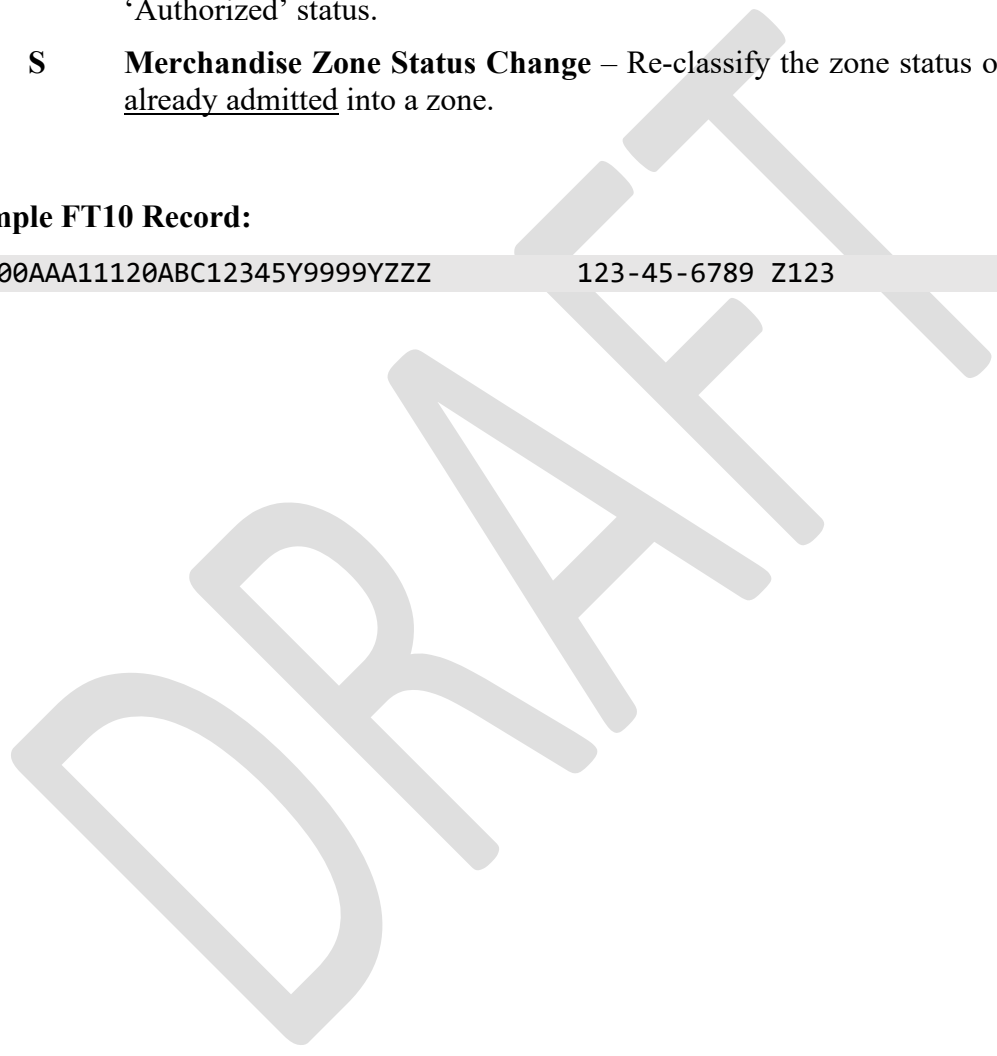 ‘Authorized’ status.
S Merchandise Zone Status Change – Re-classify the zone status
already admitted into a zone.
FT10 Record:
00AAA11120ABC12345Y9999YZZZ 123-45-6789 Z123
DRAFT